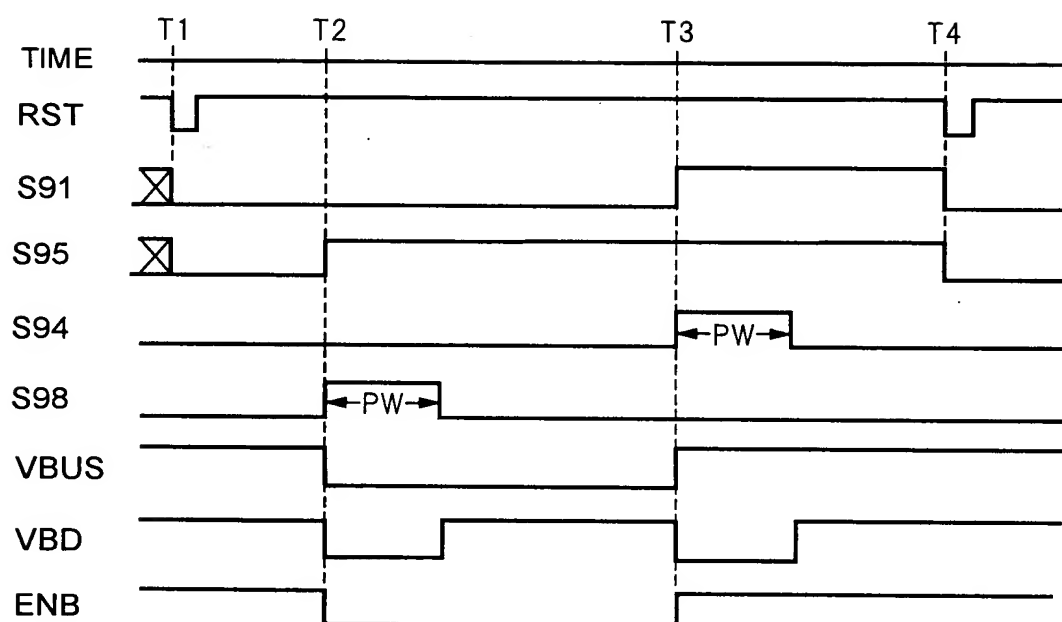 T1 T2 T3 T4
TIME
RST
S91
S95
S94 PW
S98 PW
VBUS
VBD
ENB